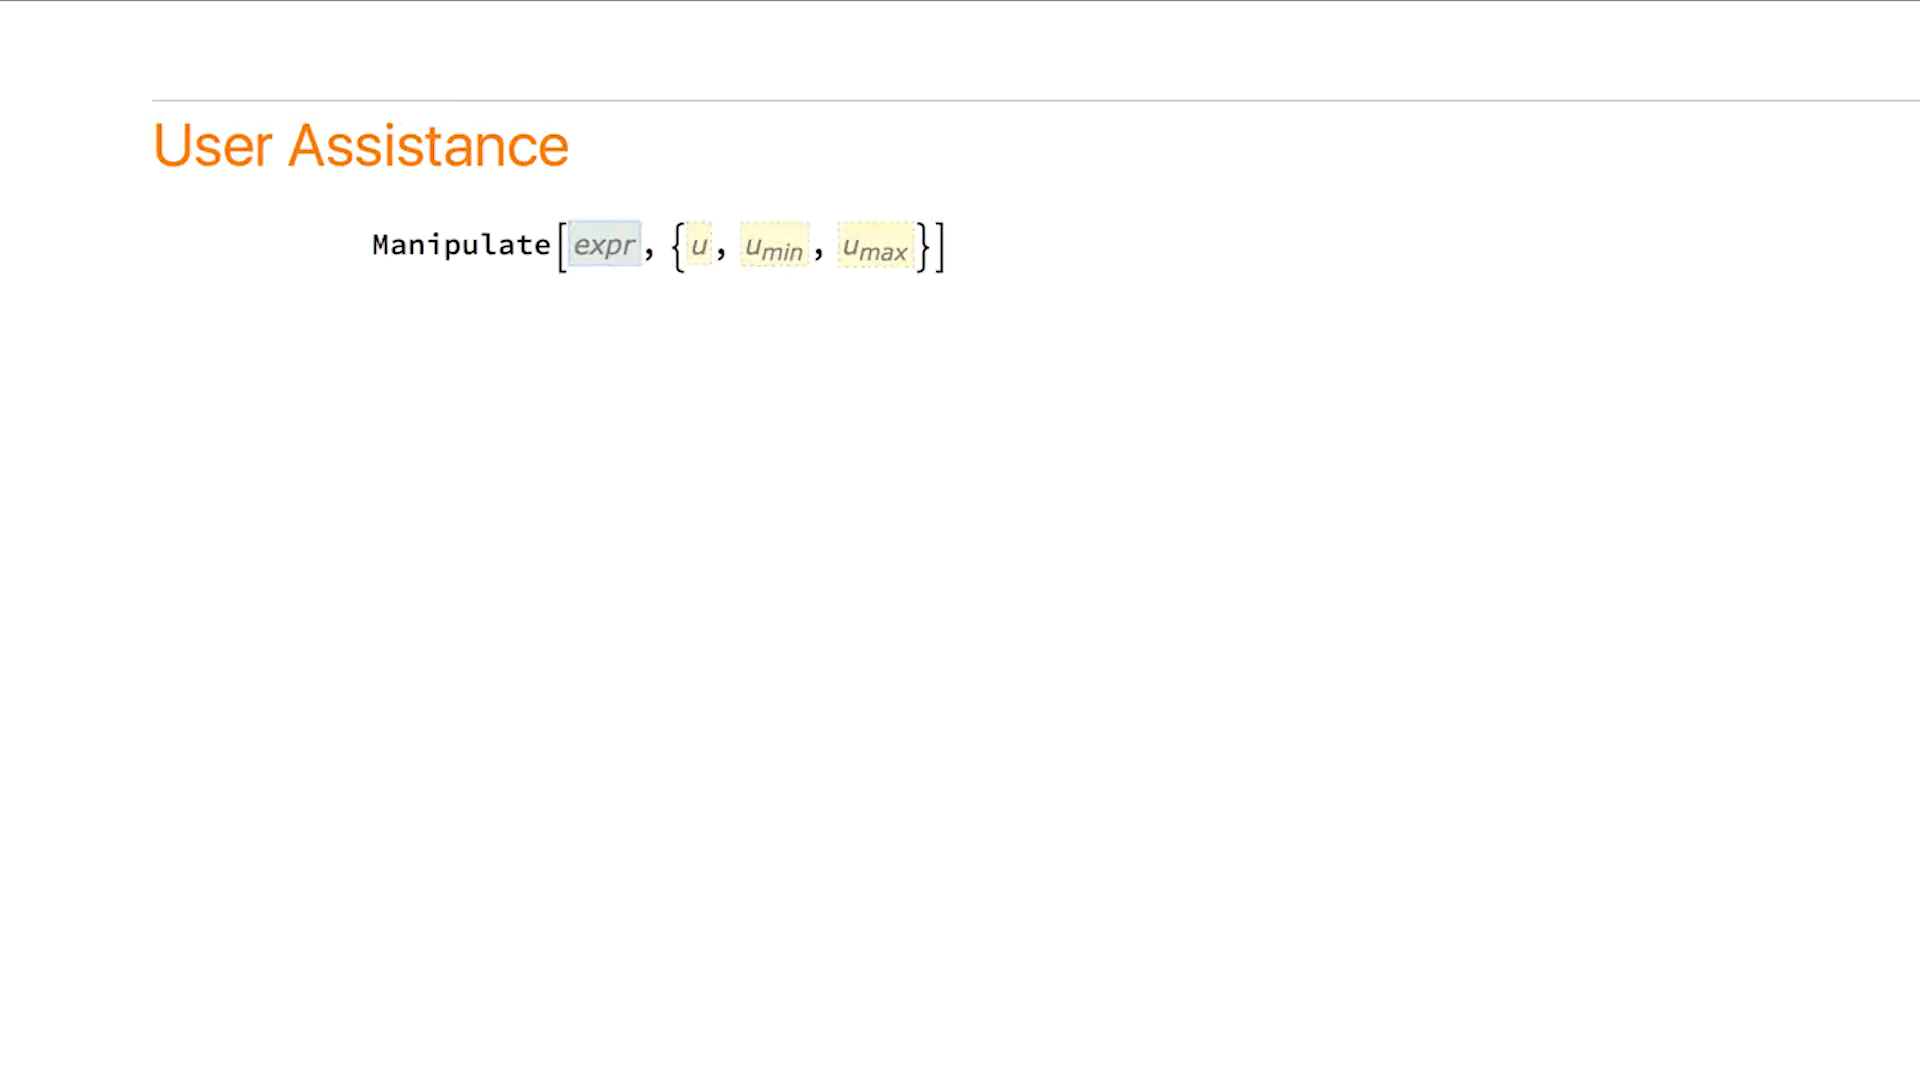 User Assistance
Manipulate[expr, {u, umin, umax}]